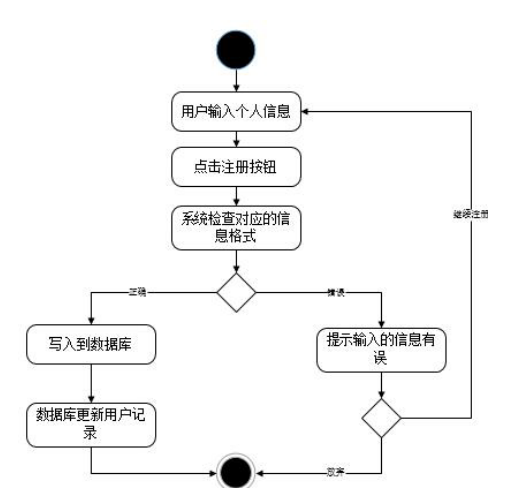 用户输入个人信息
点击注册按钮
系统检查对应的信
息格式
继续注册
正确
错误
写入到数据库
提示输入的信息有
误
数据库更新用户记
录
放弃